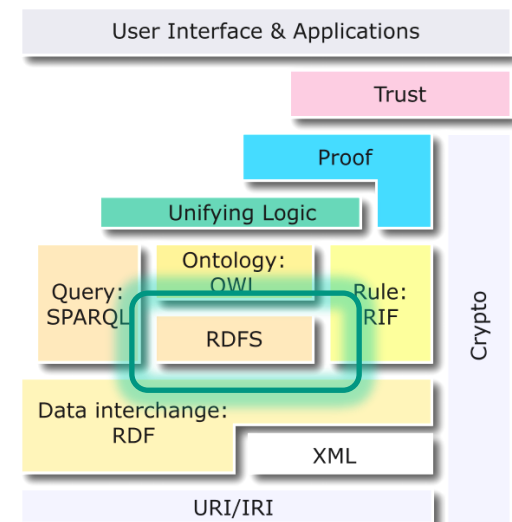 User Interface & Applications
Trust
Proof
Unifying Logic
Ontology:
OWL
Query:
SPARQL
Rule:
RIF
RDFS
Crypto
Data interchange:
RDF
XML
URI/IRI